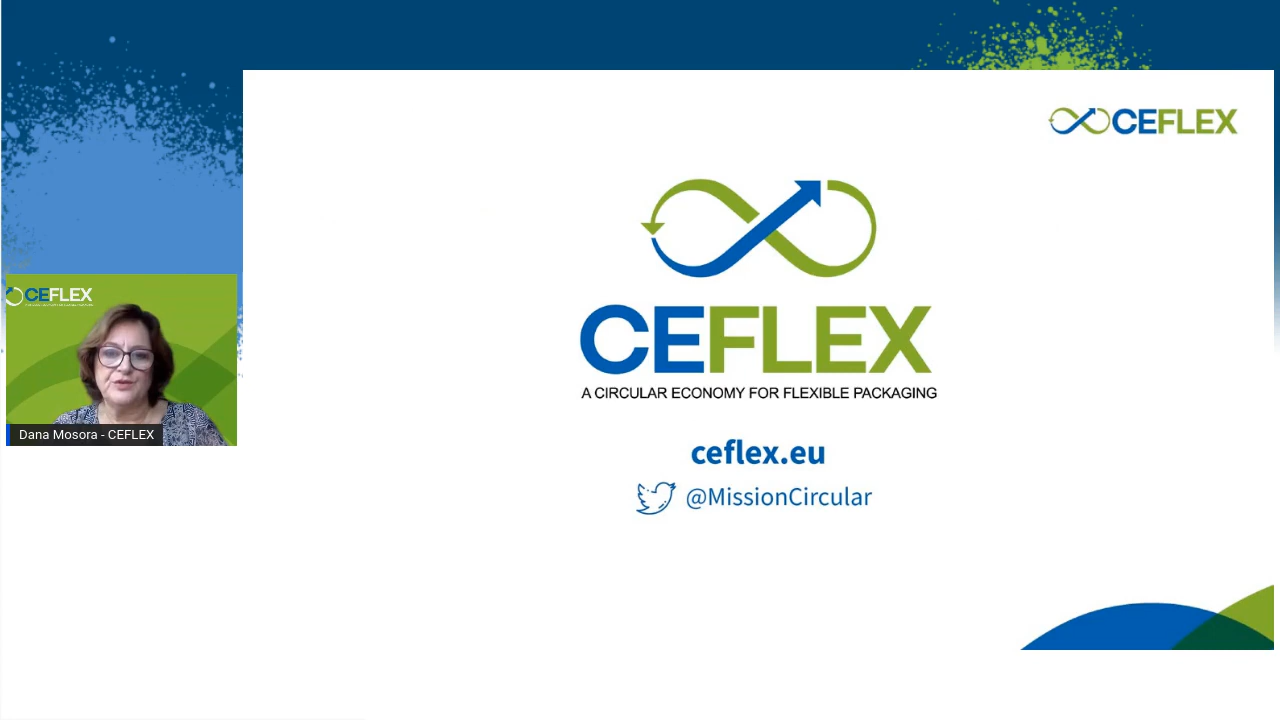 CEFLEX
CEFLEX
A CIRCULAR ECONOMY FOR FLEXIBLE PACKAGING
ceflex.eu
@MissionCircular
CEFLEX
Dana Mosora - CEFLEX